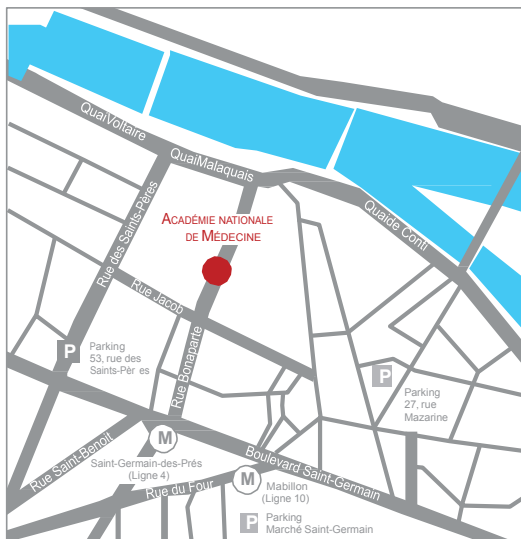 QuaiVoltaire
QuaiMalaquais
Quaide Conti
Rue des Saints-Pères
ACADÉMIE NATIONALE
DE MÉDECINE
Rue Jacob
Rue Bonaparte
P
Parking
53, rue des
Saints-Pèr es
P
Parking
27, rue
Mazarine
Rue Saint-Benoit
M
Saint-Germain-des-Prés
(Ligne 4)
Boulevard Saint-Germain
Rue du Four
M
Mabillon
(Ligne 10)
P
Parking
Marché Saint-Germain